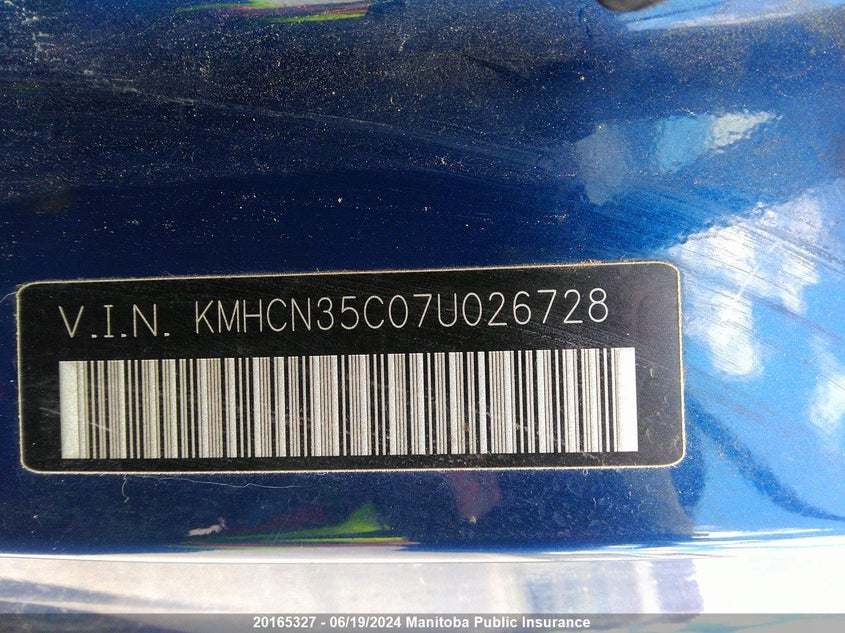 V.I.N. KMHCN35C07U026728
20165327 - 06/19/2024 Manitoba Public Insurance